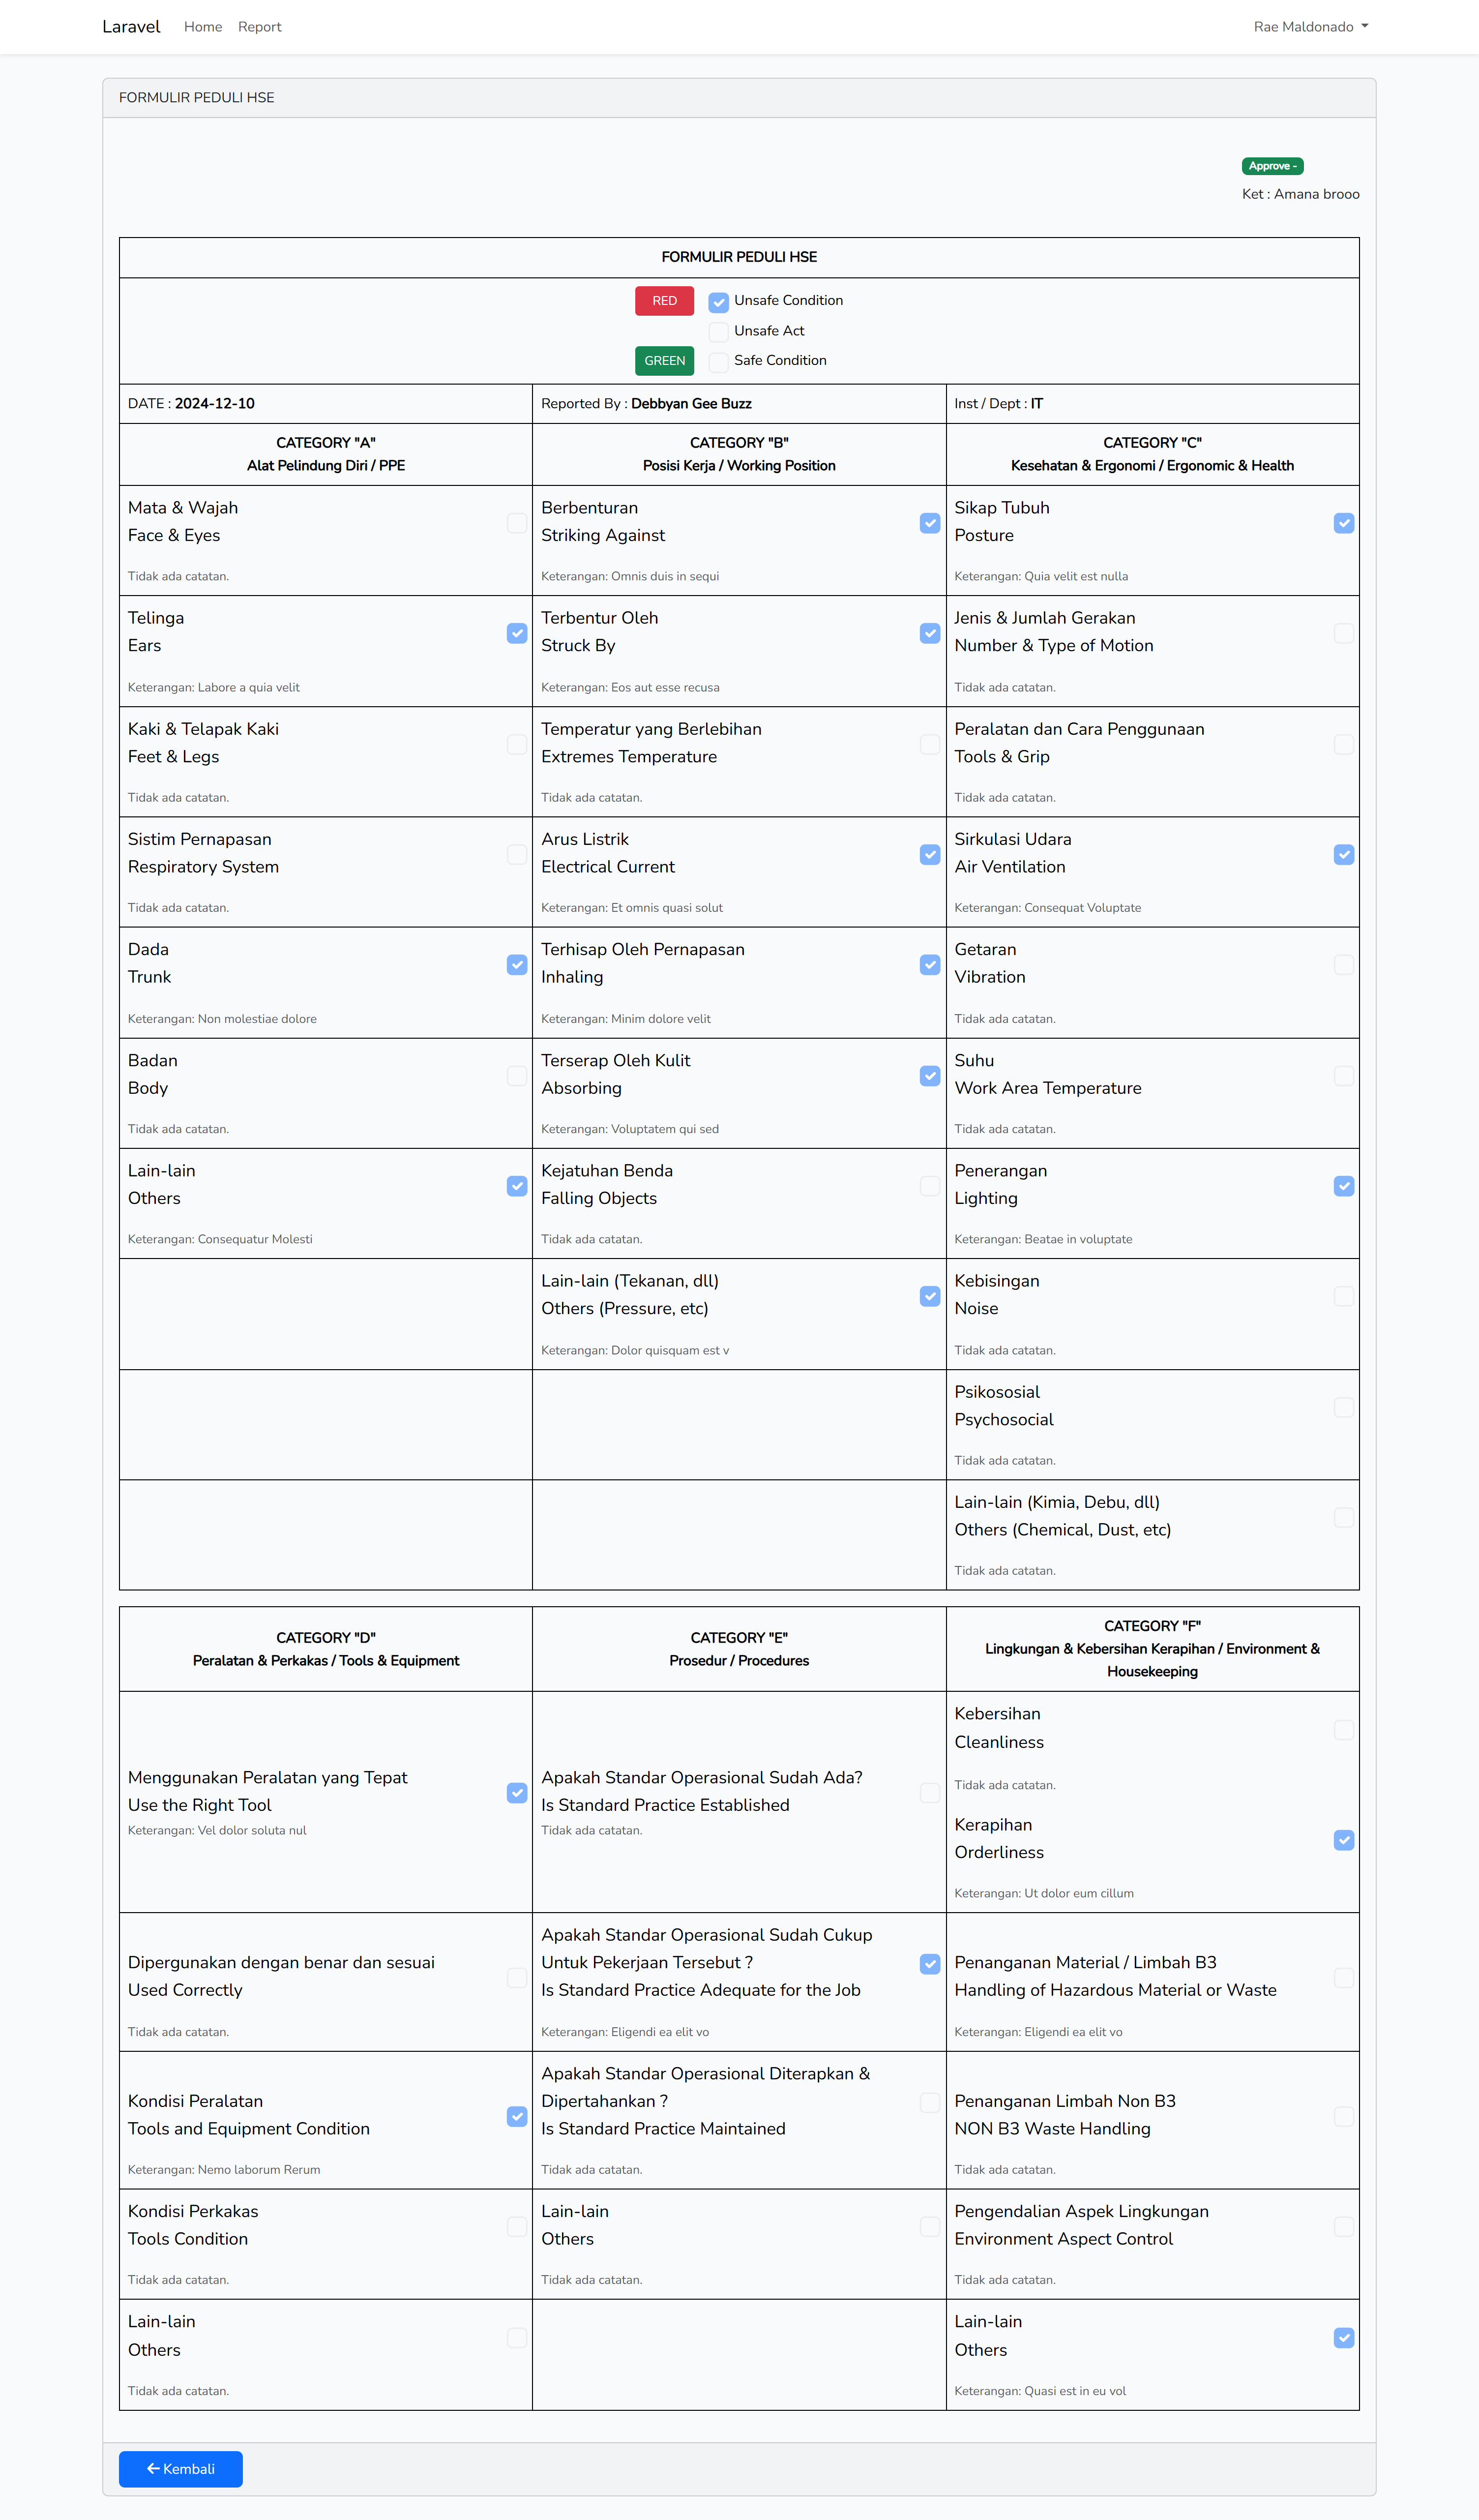 Laravel Home Report Rae Maldonado
FORMULIR PEDULI HSE
Approve -
Ket : Amana brooo
FORMULIR PEDULI HSE
RED Unsafe Condition
Unsafe Act
GREEN Safe Condition
DATE : 2024-12-10 Reported By : Debbyan Gee Buzz Inst / Dept : IT
CATEGORY "A"
Alat Pelindung Diri / PPE
CATEGORY "B"
Posisi Kerja / Working Position
CATEGORY "C"
Kesehatan & Ergonomi / Ergonomic & Health
Mata & Wajah
Face & Eyes
Tidak ada catatan.
Berbenturan
Striking Against
Keterangan: Omnis duis in sequi
Sikap Tubuh
Posture
Keterangan: Quia velit est nulla
Telinga
Ears
Keterangan: Labore a quia velit
Terbentur Oleh
Struck By
Keterangan: Eos aut esse recusa
Jenis & Jumlah Gerakan
Number & Type of Motion
Tidak ada catatan.
Kaki & Telapak Kaki
Feet & Legs
Tidak ada catatan.
Temperatur yang Berlebihan
Extremes Temperature
Tidak ada catatan.
Peralatan dan Cara Penggunaan
Tools & Grip
Tidak ada catatan.
Sistim Pernapasan
Respiratory System
Tidak ada catatan.
Arus Listrik
Electrical Current
Keterangan: Et omnis quasi solut
Sirkulasi Udara
Air Ventilation
Keterangan: Consequat Voluptate
Dada
Trunk
Keterangan: Non molestiae dolore
Terhisap Oleh Pernapasan
Inhaling
Keterangan: Minim dolore velit
Getaran
Vibration
Tidak ada catatan.
Badan
Body
Tidak ada catatan.
Terserap Oleh Kulit
Absorbing
Keterangan: Voluptatem qui sed
Suhu
Work Area Temperature
Tidak ada catatan.
Lain-lain
Others
Keterangan: Consequatur Molesti
Kejatuhan Benda
Falling Objects
Tidak ada catatan.
Penerangan
Lighting
Keterangan: Beatae in voluptate
Lain-lain (Tekanan, dll)
Others (Pressure, etc)
Keterangan: Dolor quisquam est v
Kebisingan
Noise
Tidak ada catatan.
Psikososial
Psychosocial
Tidak ada catatan.
Lain-lain (Kimia, Debu, dll)
Others (Chemical, Dust, etc)
Tidak ada catatan.
CATEGORY "D"
Peralatan & Perkakas / Tools & Equipment
CATEGORY "E"
Prosedur / Procedures
CATEGORY "F"
Lingkungan & Kebersihan Kerapihan / Environment &
Housekeeping
Menggunakan Peralatan yang Tepat
Use the Right Tool
Keterangan: Vel dolor soluta nul
Apakah Standar Operasional Sudah Ada?
Is Standard Practice Established
Tidak ada catatan.
Kebersihan
Cleanliness
Tidak ada catatan.
Kerapihan
Orderliness
Keterangan: Ut dolor eum cillum
Dipergunakan dengan benar dan sesuai
Used Correctly
Tidak ada catatan.
Apakah Standar Operasional Sudah Cukup
Untuk Pekerjaan Tersebut ?
Is Standard Practice Adequate for the Job
Keterangan: Eligendi ea elit vo
Penanganan Material / Limbah B3
Handling of Hazardous Material or Waste
Keterangan: Eligendi ea elit vo
Kondisi Peralatan
Tools and Equipment Condition
Keterangan: Nemo laborum Rerum
Apakah Standar Operasional Diterapkan &
Dipertahankan ?
Is Standard Practice Maintained
Tidak ada catatan.
Penanganan Limbah Non B3
NON B3 Waste Handling
Tidak ada catatan.
Kondisi Perkakas
Tools Condition
Tidak ada catatan.
Lain-lain
Others
Tidak ada catatan.
Pengendalian Aspek Lingkungan
Environment Aspect Control
Tidak ada catatan.
Lain-lain
Others
Tidak ada catatan.
Lain-lain
Others
Keterangan: Quasi est in eu vol
Kembali